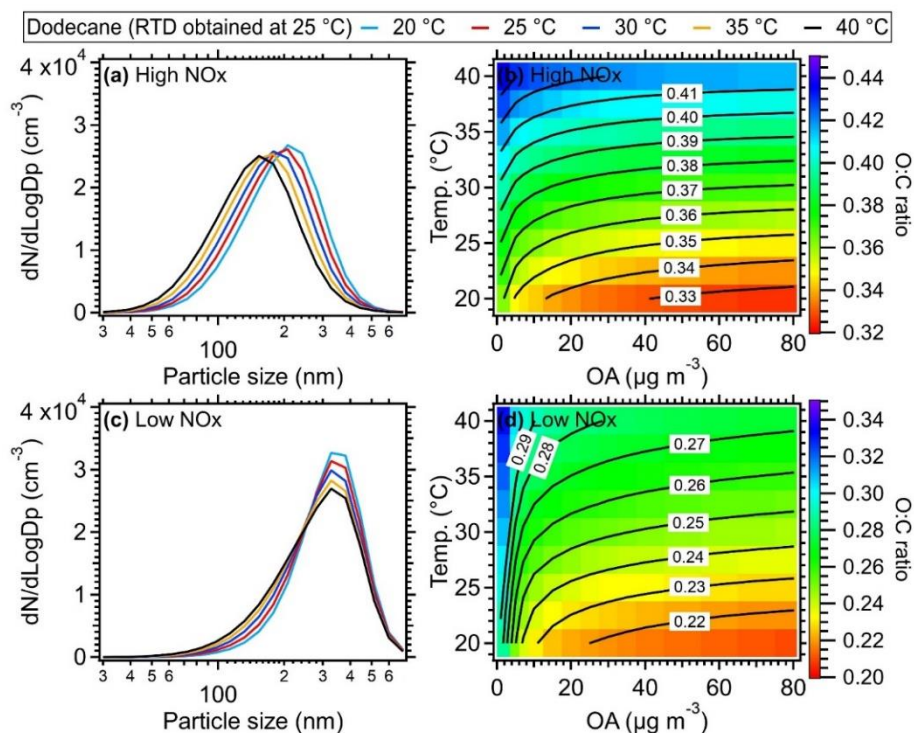 Dodecane (RTD obtained at 25 °C) 20 °C 25 °C 30 °C 35 °C 40 °C
(a) High NOx
dN/dLogDp (cm⁻³)
4 x 10⁴
3
2
1
0
3 4 5 6 100 2 3 4 5 6
Particle size (nm)
(b) High NOx
Temp. (°C)
40
35
30
25
20
0.41
0.40
0.39
0.38
0.37
0.36
0.35
0.34
0.33
0 20 40 60 80
OA (µg m⁻³)
0.44
0.42
0.40
0.38
0.36
0.34
0.32
O:C ratio
(c) Low NOx
dN/dLogDp (cm⁻³)
4 x 10⁴
3
2
1
0
3 4 5 6 100 2 3 4 5 6
Particle size (nm)
(d) Low NOx
Temp. (°C)
40
35
30
25
20
0.29
0.28
0.27
0.26
0.25
0.24
0.23
0.22
0 20 40 60 80
OA (µg m⁻³)
0.34
0.32
0.30
0.28
0.26
0.24
0.22
0.20
O:C ratio